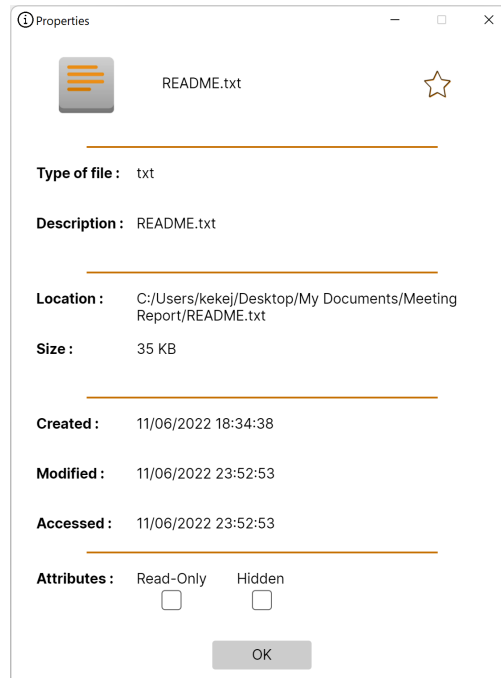 Properties
README.txt
Type of file : txt
Description : README.txt
Location : C:/Users/kekej/Desktop/My Documents/Meeting
Report/README.txt
Size : 35 KB
Created : 11/06/2022 18:34:38
Modified : 11/06/2022 23:52:53
Accessed : 11/06/2022 23:52:53
Attributes : Read-Only Hidden
OK